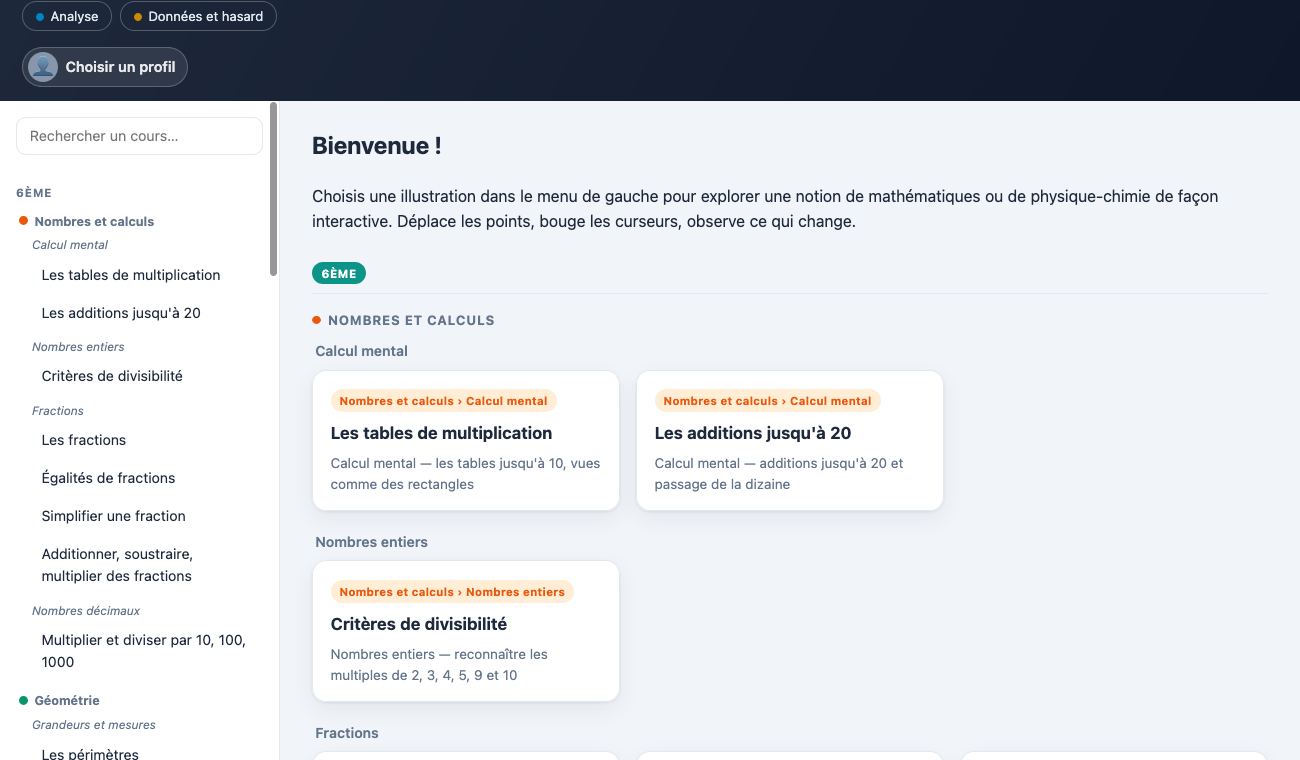 Analyse
Données et hasard
Choisir un profil
Rechercher un cours...
6ÈME
Nombres et calculs
Calcul mental
Les tables de multiplication
Les additions jusqu'à 20
Nombres entiers
Critères de divisibilité
Fractions
Les fractions
Égalités de fractions
Simplifier une fraction
Additionner, soustraire,
multiplier des fractions
Nombres décimaux
Multiplier et diviser par 10, 100,
1000
Géométrie
Grandeurs et mesures
Les périmètres
Bienvenue !
Choisis une illustration dans le menu de gauche pour explorer une notion de mathématiques ou de physique-chimie de façon
interactive. Déplace les points, bouge les curseurs, observe ce qui change.
6ÈME
NOMBRES ET CALCULS
Calcul mental
Nombres et calculs › Calcul mental
Les tables de multiplication
Calcul mental — les tables jusqu'à 10, vues
comme des rectangles
Nombres et calculs › Calcul mental
Les additions jusqu'à 20
Calcul mental — additions jusqu'à 20 et
passage de la dizaine
Nombres entiers
Nombres et calculs › Nombres entiers
Critères de divisibilité
Nombres entiers — reconnaître les
multiples de 2, 3, 4, 5, 9 et 10
Fractions